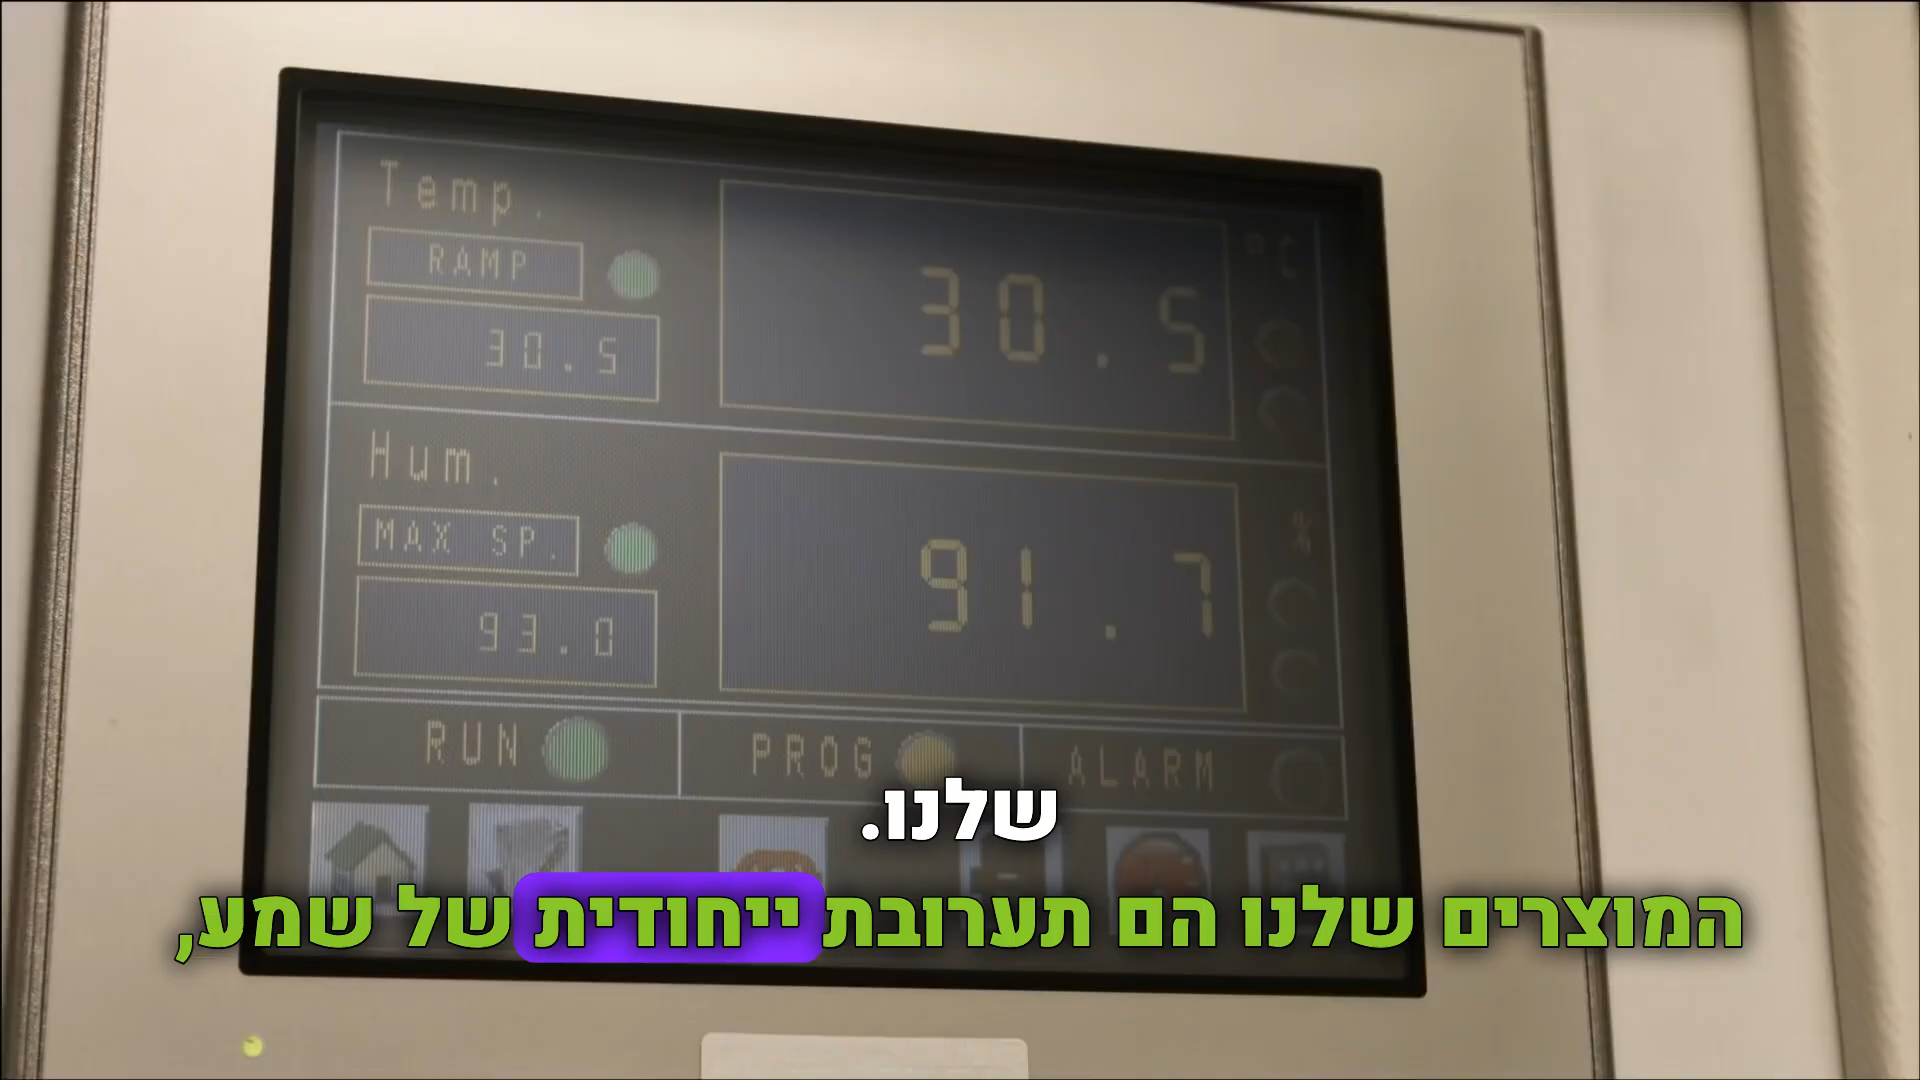 Temp.
RAMP
30.5
30.5
°C
Hum.
MAX SP.
93.0
91.7
%
RUN
PROG
ALARM
שלנו.
המוצרים שלנו הם תערובת ייחודית של שמע,